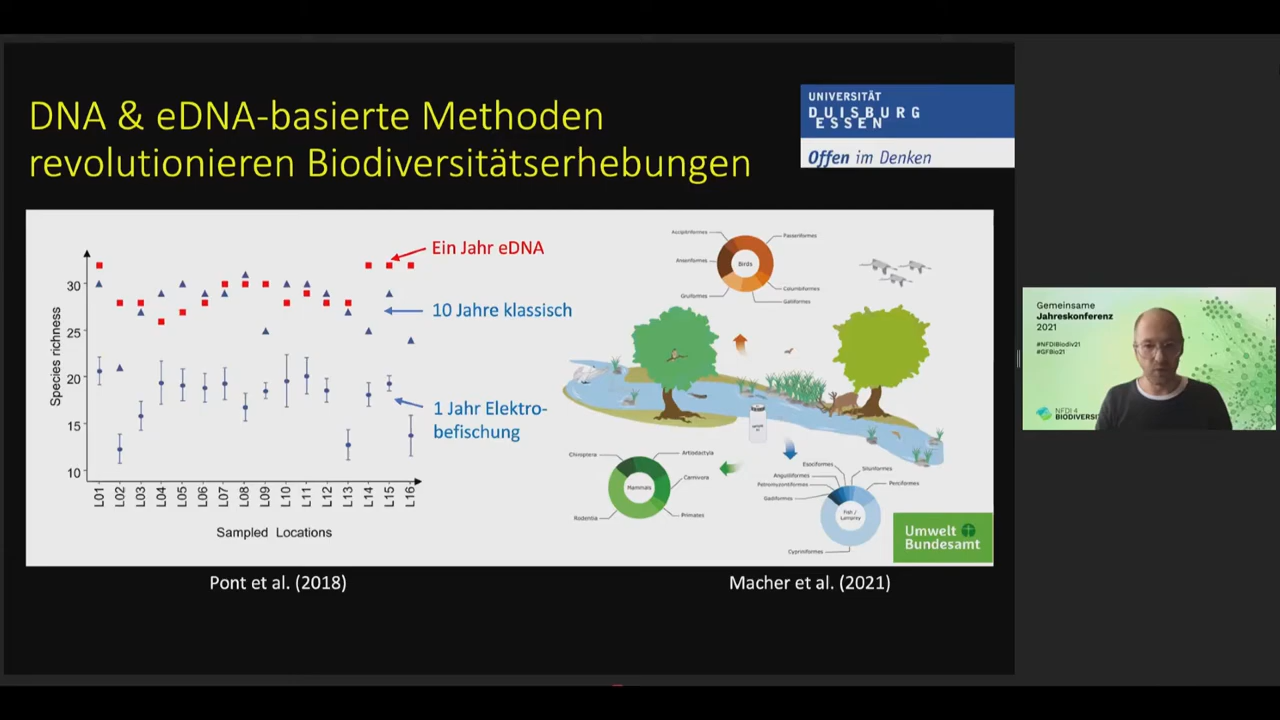 DNA & eDNA-basierte Methoden
revolutionieren Biodiversitätserhebungen
UNIVERSITÄT
DUISBURG
ESSEN
Offen im Denken
Species richness
30
25
20
15
10
L01 L02 L03 L04 L05 L06 L07 L08 L09 L10 L11 L12 L13 L14 L15 L16
Sampled Locations
Ein Jahr eDNA
10 Jahre klassisch
1 Jahr Elektro-
befischung
Accipitriformes
Passeriformes
Anseriformes
Birds
Gruiformes
Columbiformes
Galliformes
Chiroptera
Artiodactyla
Mammals
Carnivora
Rodentia
Primates
Esociformes
Siluriformes
Anguilliformes
Petromyzontiformes
Perciformes
Gadiformes
Fish /
Lamprey
Cypriniformes
Umwelt
Bundesamt
Pont et al. (2018)
Macher et al. (2021)
Gemeinsame
Jahreskonferenz
2021
#NFDIBiodiv21
#GFBio21
NFDI 4
BIODIVERSI